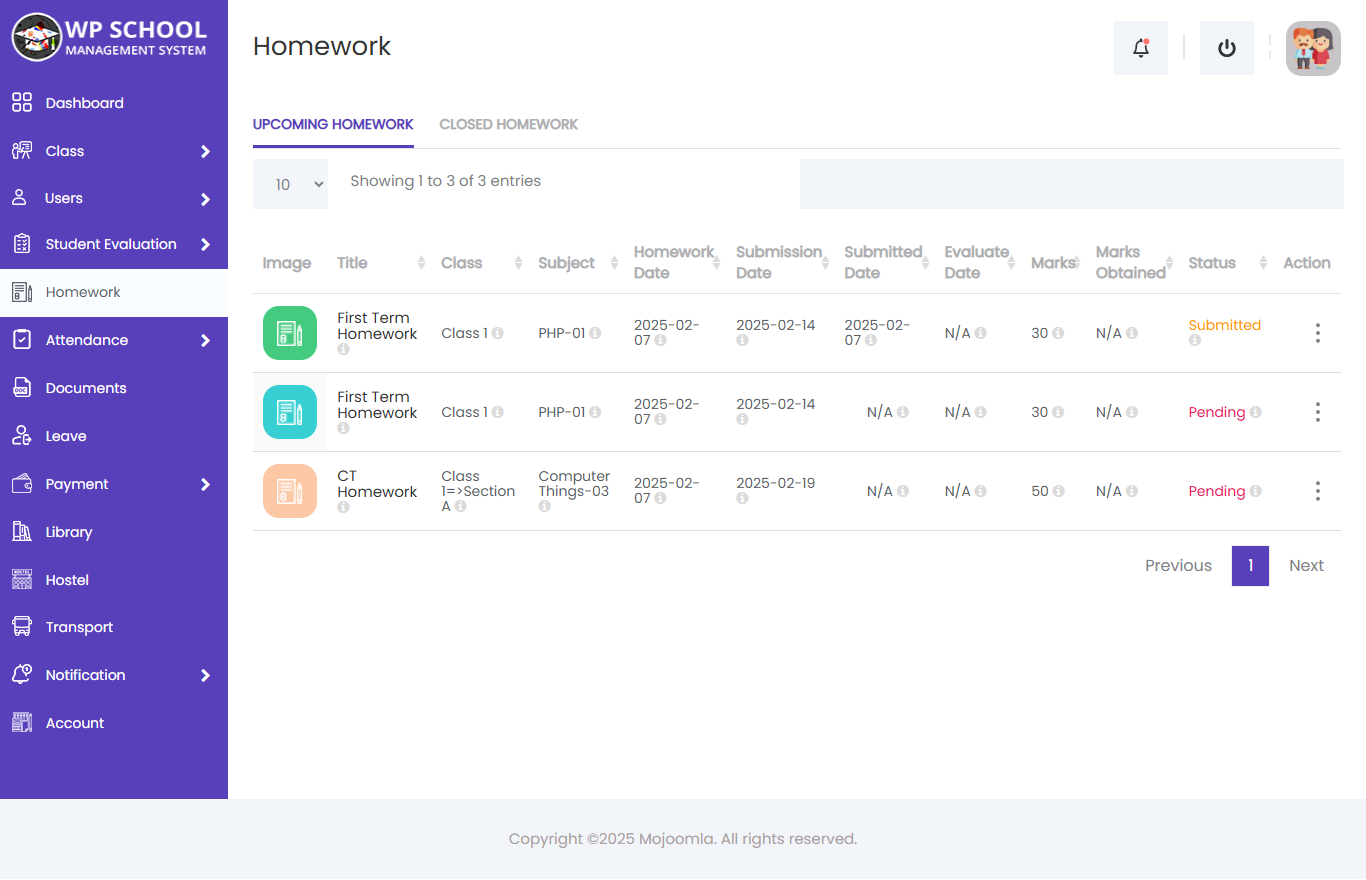 WP SCHOOL
MANAGEMENT SYSTEM
Dashboard
Class
Users
Student Evaluation
Homework
Attendance
Documents
Leave
Payment
Library
Hostel
Transport
Notification
Account
Homework
UPCOMING HOMEWORK CLOSED HOMEWORK
10 Showing 1 to 3 of 3 entries
Image Title Class Subject Homework Date Submission Date Submitted Date Evaluate Date Marks Marks Obtained Status Action
First Term Homework Class 1 PHP-01 2025-02-07 2025-02-14 2025-02-07 N/A 30 N/A Submitted
First Term Homework Class 1 PHP-01 2025-02-07 2025-02-14 N/A N/A 30 N/A Pending
CT Homework Class 1=>Section A Computer Things-03 2025-02-07 2025-02-19 N/A N/A 50 N/A Pending
Previous 1 Next
Copyright ©2025 Mojoomla. All rights reserved.